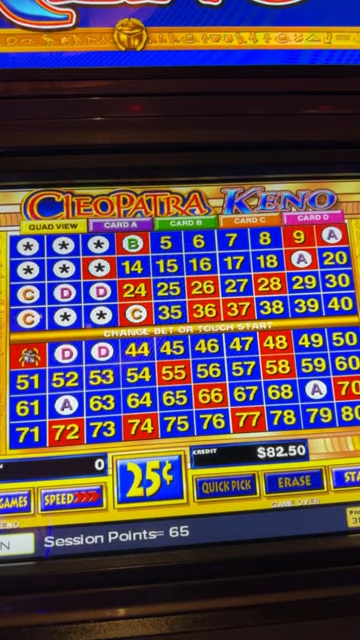 CLEOPATRA KENO
QUAD VIEW CARD A CARD B CARD C CARD D
* * * B 5 6 7 8 9 A
* * * 14 15 16 17 18 A 20
C D D 24 25 26 27 28 29 30
C * * C 35 36 37 38 39 40
CHANGE BET OR TOUCH START
D D 44 45 46 47 48 49 50
51 52 53 54 55 56 57 58 59 60
61 A 63 64 65 66 67 68 A 70
71 72 73 74 75 76 77 78 79 80
0 25¢ CREDIT $82.50
GAMES SPEED QUICK PICK ERASE
GAME OVER
Session Points= 65